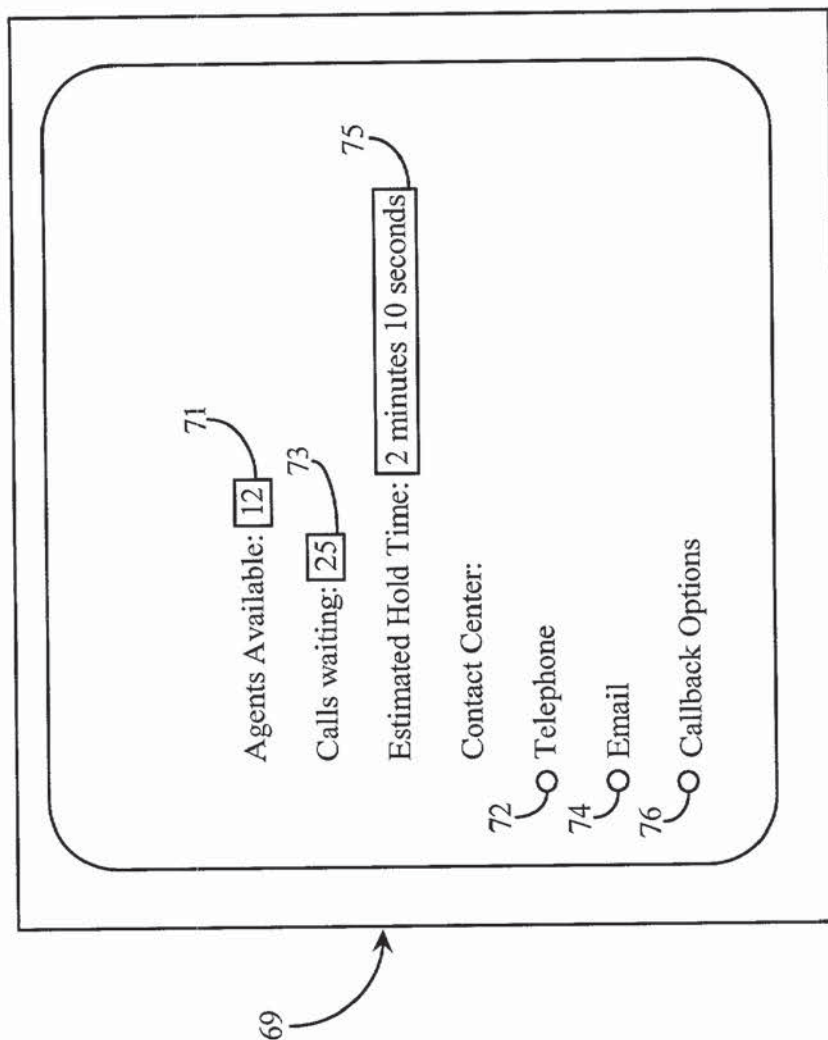 69
71
Agents Available: 12
73
Calls waiting: 25
75
Estimated Hold Time: 2 minutes 10 seconds
Contact Center:
72
Telephone
74
Email
76
Callback Options